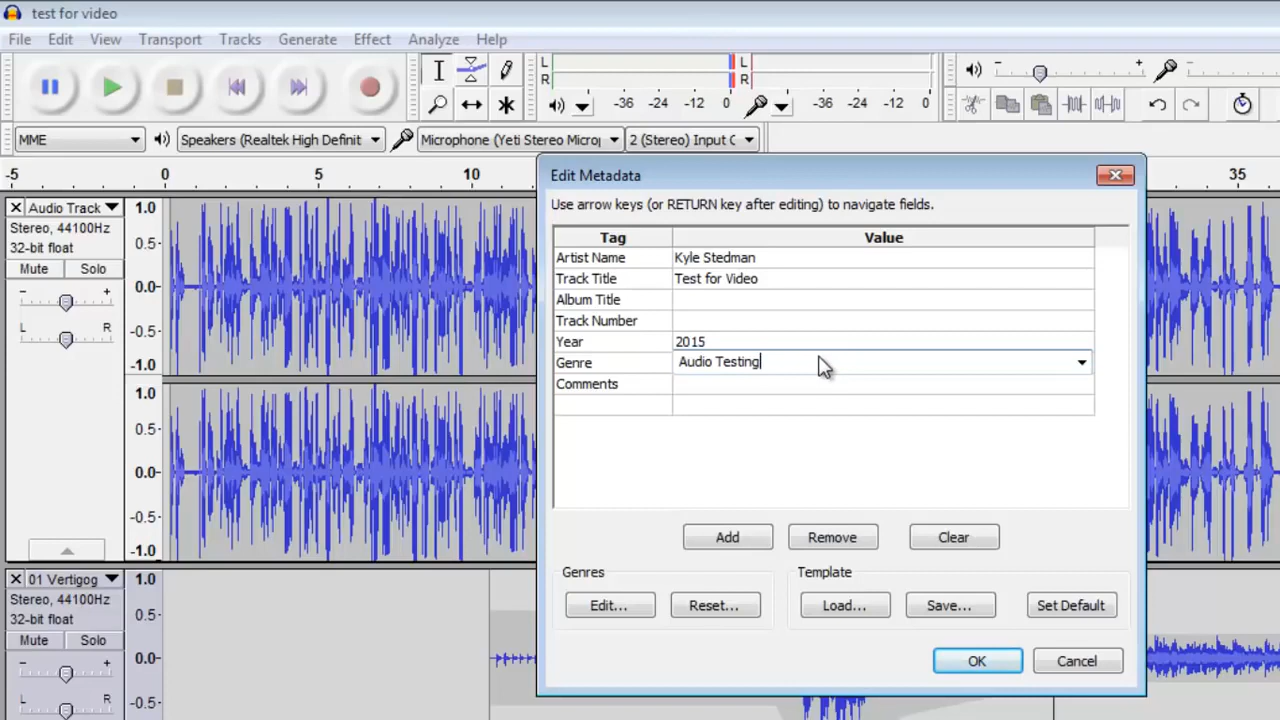 test for video
File Edit View Transport Tracks Generate Effect Analyze Help
L L
R R
-36 -24 -12 0 -36 -24 -12 0
- + -
MME Speakers (Realtek High Definit Microphone (Yeti Stereo Microp 2 (Stereo) Input C
-5 0 5 10 35
Edit Metadata
Use arrow keys (or RETURN key after editing) to navigate fields.
Audio Track
Stereo, 44100Hz
32-bit float
Mute Solo
- +
L R
1.0
0.5
0.0
-0.5
-1.0
1.0
0.5
0.0
-0.5
-1.0
Tag Value
Artist Name Kyle Stedman
Track Title Test for Video
Album Title
Track Number
Year 2015
Genre Audio Testing
Comments
Add Remove Clear
Genres Template
Edit... Reset... Load... Save... Set Default
OK Cancel
01 Vertigog
Stereo, 44100Hz
32-bit float
Mute Solo
- +
L R
1.0
0.5
0.0
-0.5